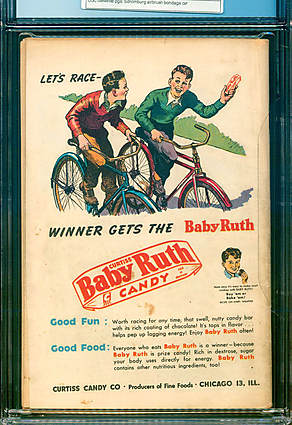 LET'S RACE—
WINNER GETS THE Baby Ruth
CURTISS
Baby Ruth
CANDY
Good Fun : Worth racing for any time, that swell, nutty candy bar
with its rich coating of chocolate! It's tops in flavor . . .
helps pep up lagging energy! Enjoy Baby Ruth often!
Good Food: Everyone who eats Baby Ruth is a winner—because
Baby Ruth is prize candy! Rich in dextrose, sugar
your body uses directly for energy. Baby Ruth
contains other nutritious ingredients, too!
CURTISS CANDY CO · Producers of Fine Foods · CHICAGO 13, ILL.